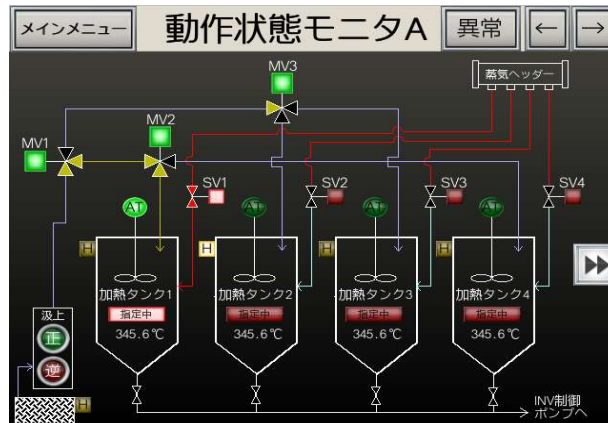 メインメニュー
動作状態モニタA
異常
←
→
MV3
蒸気ヘッダー
MV2
MV1
SV1
SV2
SV3
SV4
AT
AT
AT
AT
H
H
H
H
加熱タンク1
加熱タンク2
加熱タンク3
加熱タンク4
指定中
指定中
指定中
指定中
345.6℃
345.6℃
345.6℃
345.6℃
汲上
正
逆
H
INV制御
ポンプへ